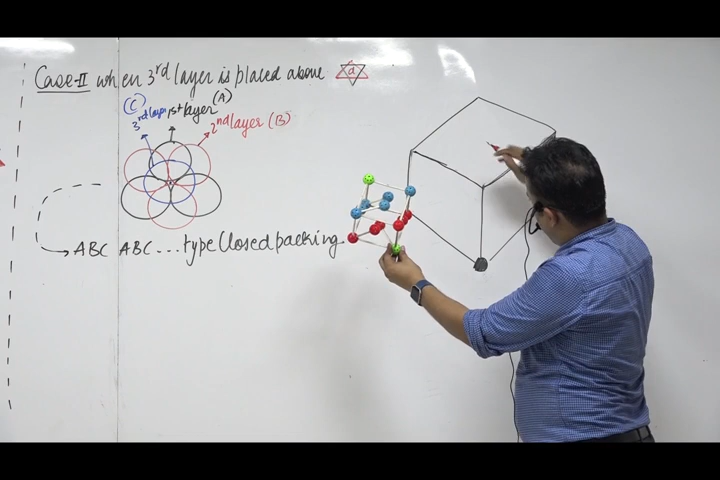 Case-II when 3rd layer is placed above d
(C) 3rd layer 1st layer (A)
2nd layer (B)
ABC ABC ... type Closed packing